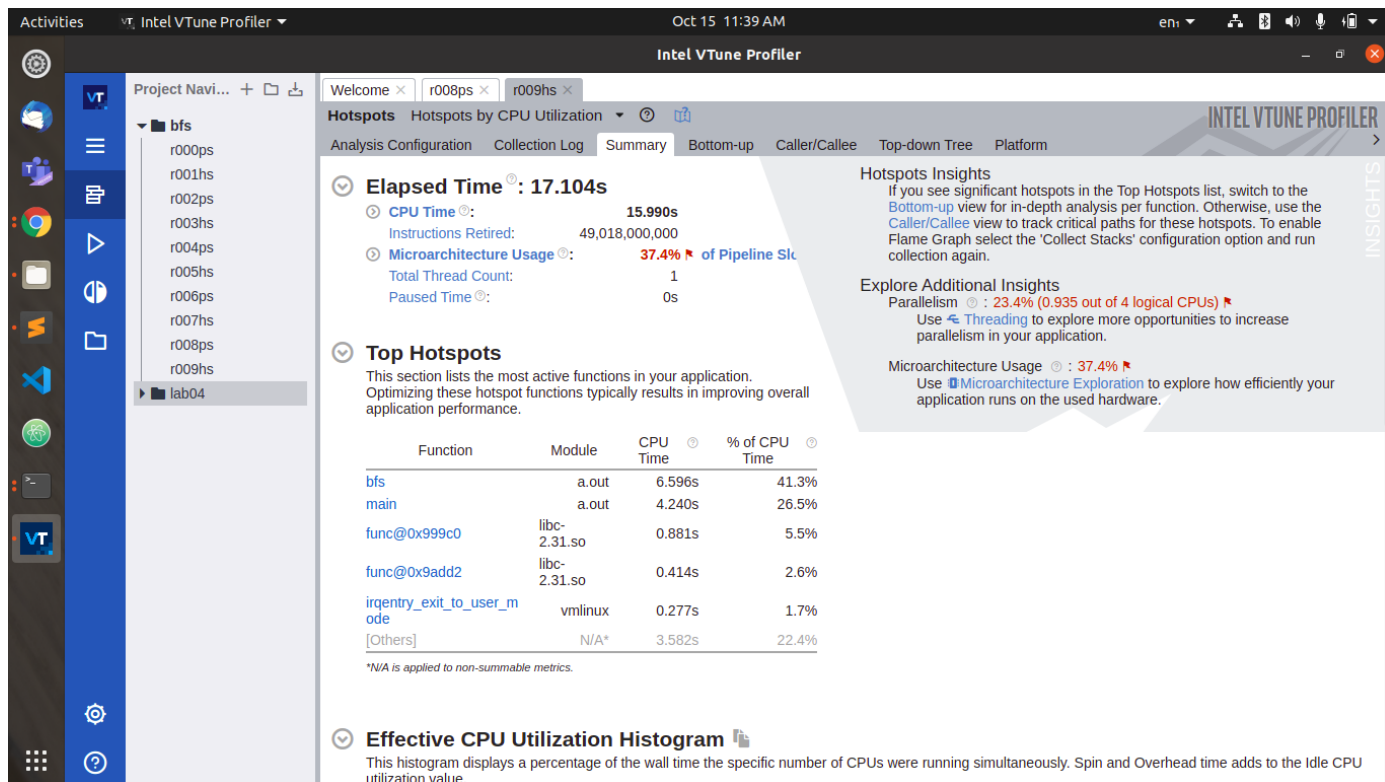 Activities
Intel VTune Profiler
Oct 15 11:39 AM
en₁
Intel VTune Profiler
VT
Project Navi...
bfs
r000ps
r001hs
r002ps
r003hs
r004ps
r005hs
r006ps
r007hs
r008ps
r009hs
lab04
Welcome
r008ps
r009hs
Hotspots Hotspots by CPU Utilization
INTEL VTUNE PROFILER
Analysis Configuration Collection Log Summary Bottom-up Caller/Callee Top-down Tree Platform
Elapsed Time : 17.104s
CPU Time : 15.990s
Instructions Retired: 49,018,000,000
Microarchitecture Usage : 37.4% of Pipeline Slo
Total Thread Count: 1
Paused Time : 0s
Hotspots Insights
If you see significant hotspots in the Top Hotspots list, switch to the
Bottom-up view for in-depth analysis per function. Otherwise, use the
Caller/Callee view to track critical paths for these hotspots. To enable
Flame Graph select the 'Collect Stacks' configuration option and run
collection again.
Explore Additional Insights
Parallelism : 23.4% (0.935 out of 4 logical CPUs)
Use Threading to explore more opportunities to increase
parallelism in your application.
Microarchitecture Usage : 37.4%
Use Microarchitecture Exploration to explore how efficiently your
application runs on the used hardware.
INSIGHTS
Top Hotspots
This section lists the most active functions in your application.
Optimizing these hotspot functions typically results in improving overall
application performance.
Function Module CPU Time % of CPU Time
bfs a.out 6.596s 41.3%
main a.out 4.240s 26.5%
func@0x999c0 libc-2.31.so 0.881s 5.5%
func@0x9add2 libc-2.31.so 0.414s 2.6%
irqentry_exit_to_user_mode vmlinux 0.277s 1.7%
[Others] N/A* 3.582s 22.4%
*N/A is applied to non-summable metrics.
Effective CPU Utilization Histogram
This histogram displays a percentage of the wall time the specific number of CPUs were running simultaneously. Spin and Overhead time adds to the Idle CPU
utilization value.